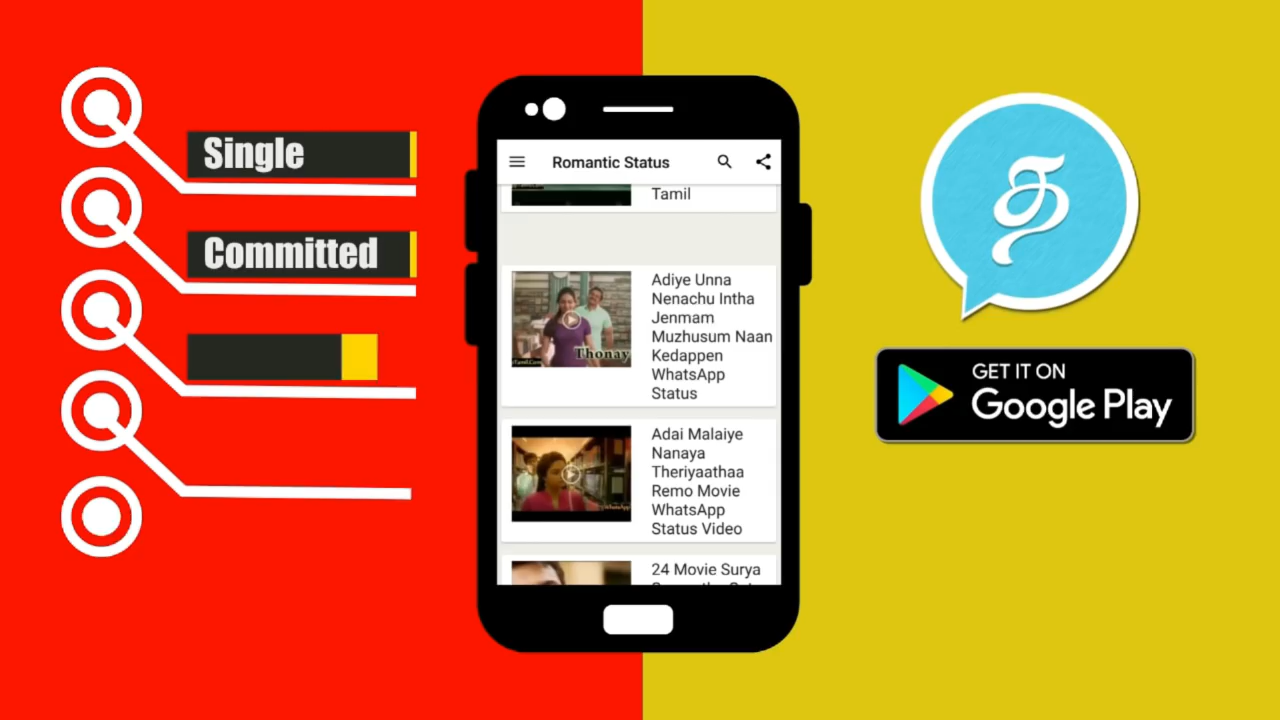 Single
Committed
Romantic Status
Tamil
Adiye Unna
Nenachu Intha
Jenmam
Muzhusum Naan
Kedappen
WhatsApp
Status
Thonay
Adai Malaiye
Nanaya
Theriyaathaa
Remo Movie
WhatsApp
Status Video
24 Movie Surya
த
GET IT ON
Google Play